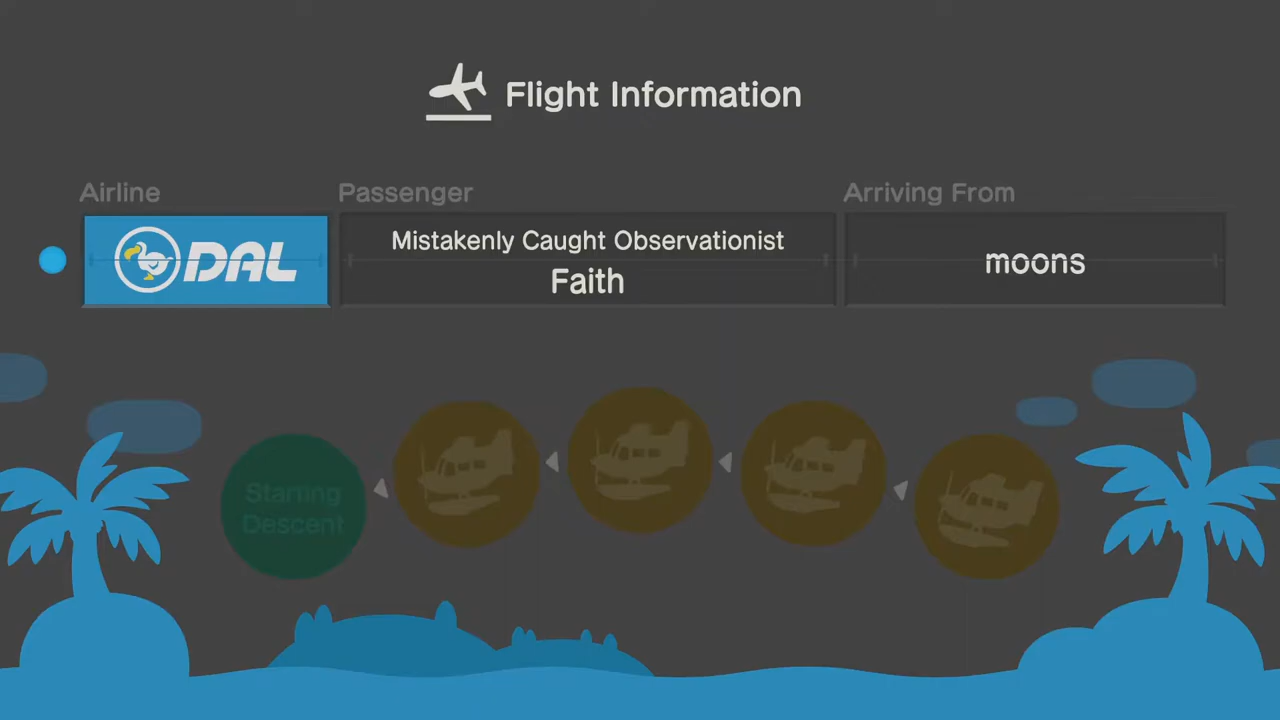 Flight Information
Airline
Passenger
Arriving From
DAL
Mistakenly Caught Observationist
Faith
moons
Starting
Descent